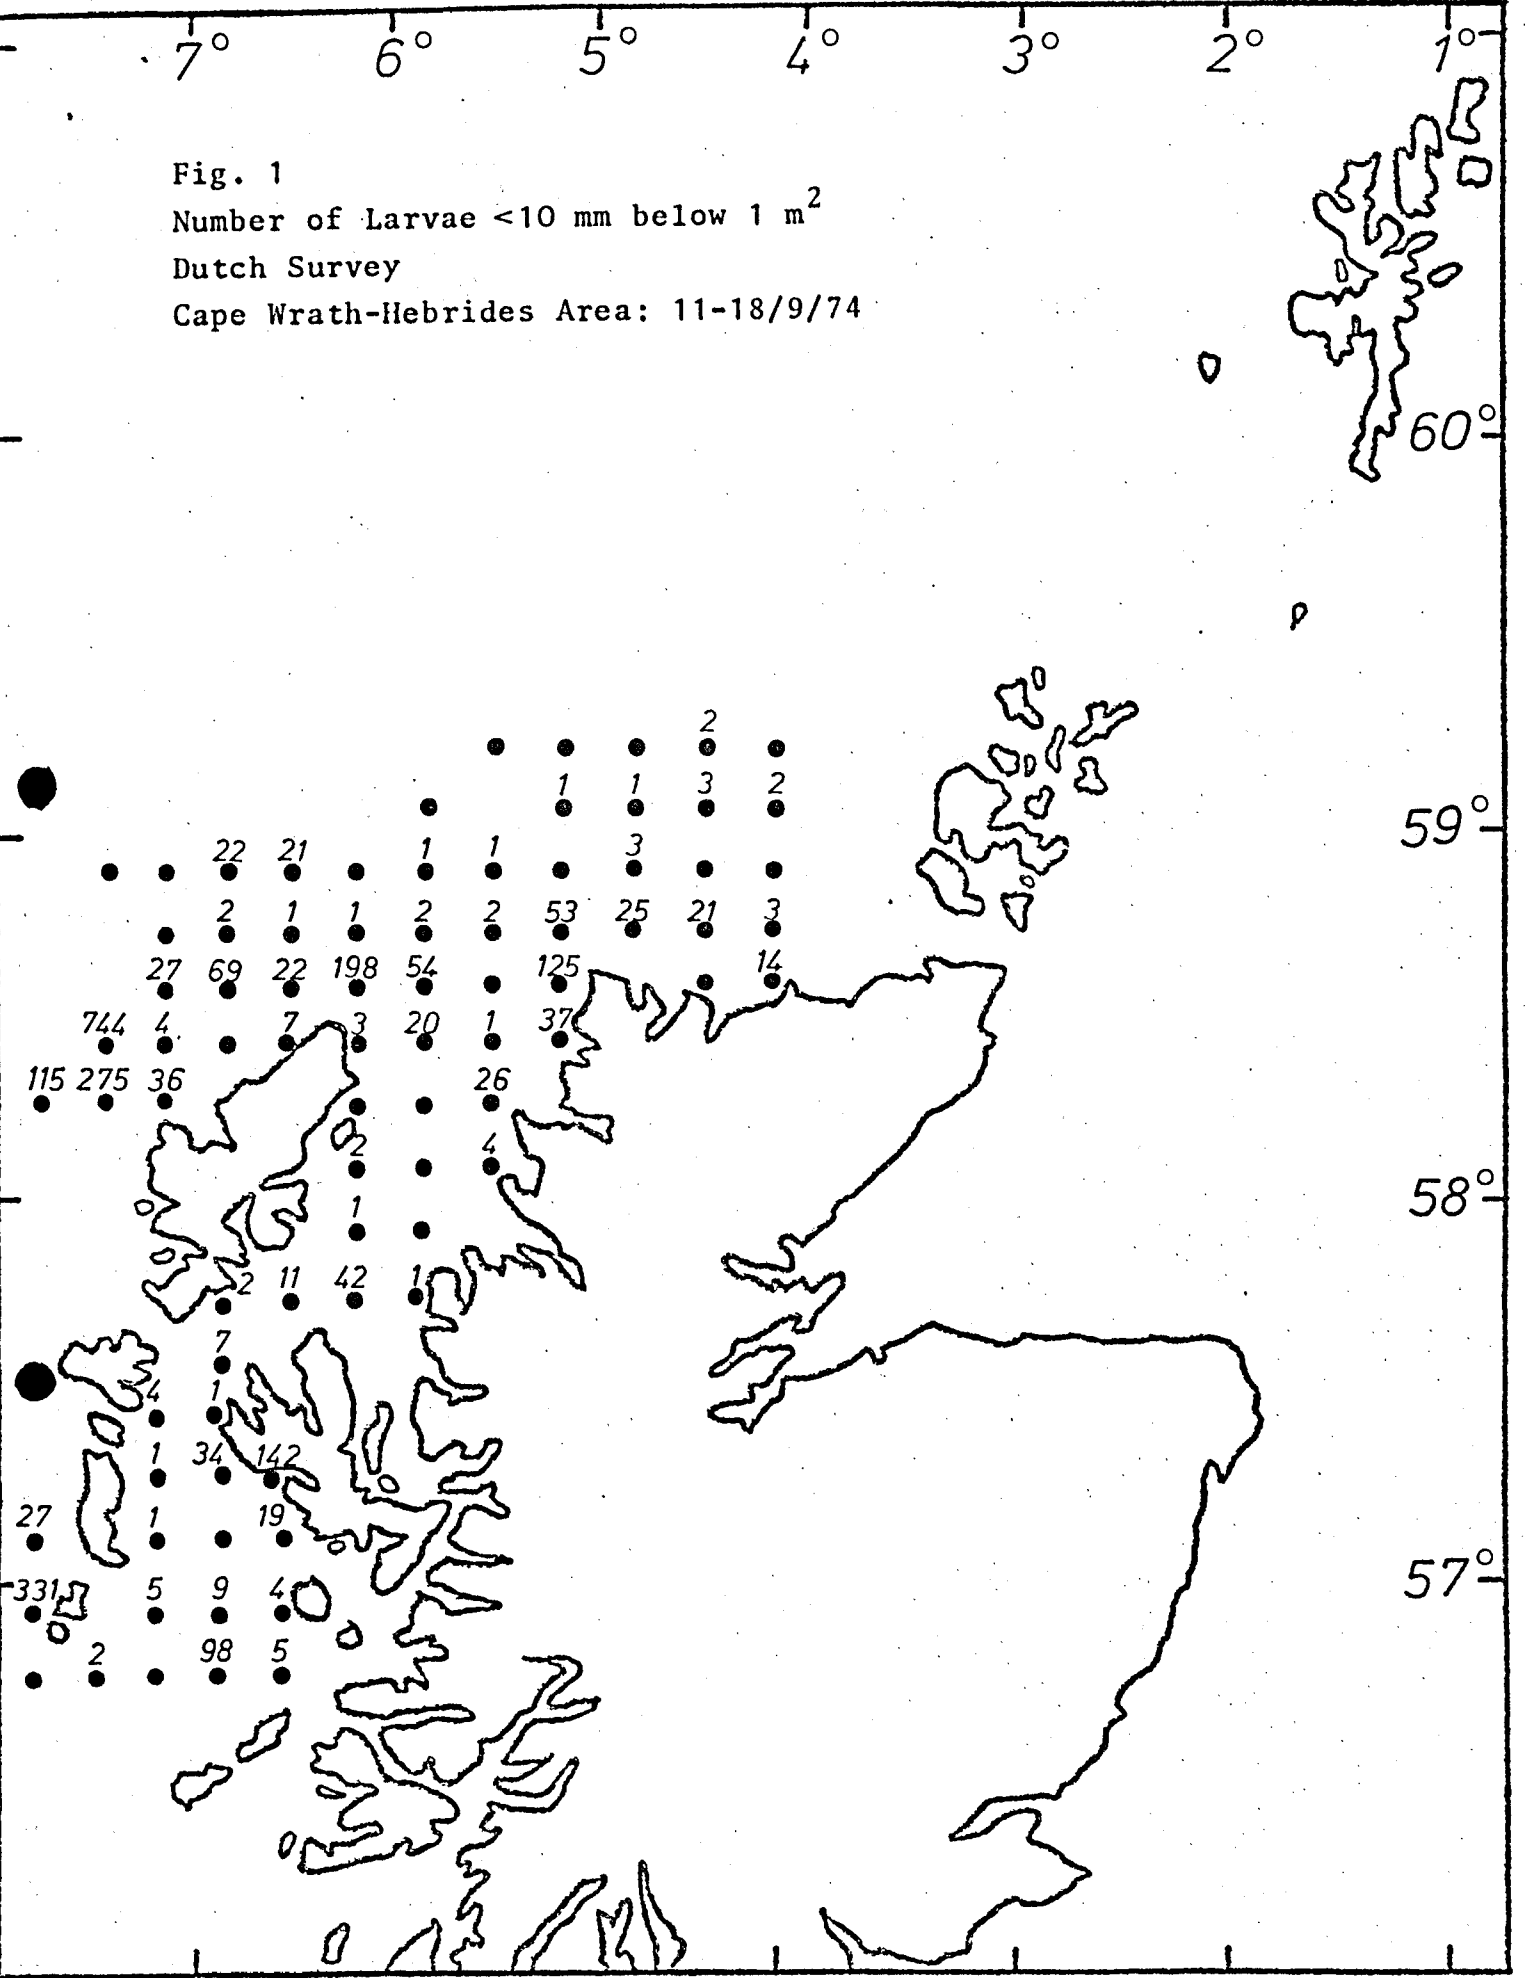 7° 6° 5° 4° 3° 2° 1°
Fig. 1
Number of Larvae <10 mm below 1 m²
Dutch Survey
Cape Wrath-Hebrides Area: 11-18/9/74
60°
2
1 1 3 2
59°
22 21 1 1 3
2 1 1 2 2 53 25 21 3
27 69 22 198 54 125 14
744 4 7 3 20 1 37
115 275 36 26
2 4
58°
1
2 11 42 1
7
4 1
1 34 142
27 1 19
57°
331 5 9 4
2 98 5